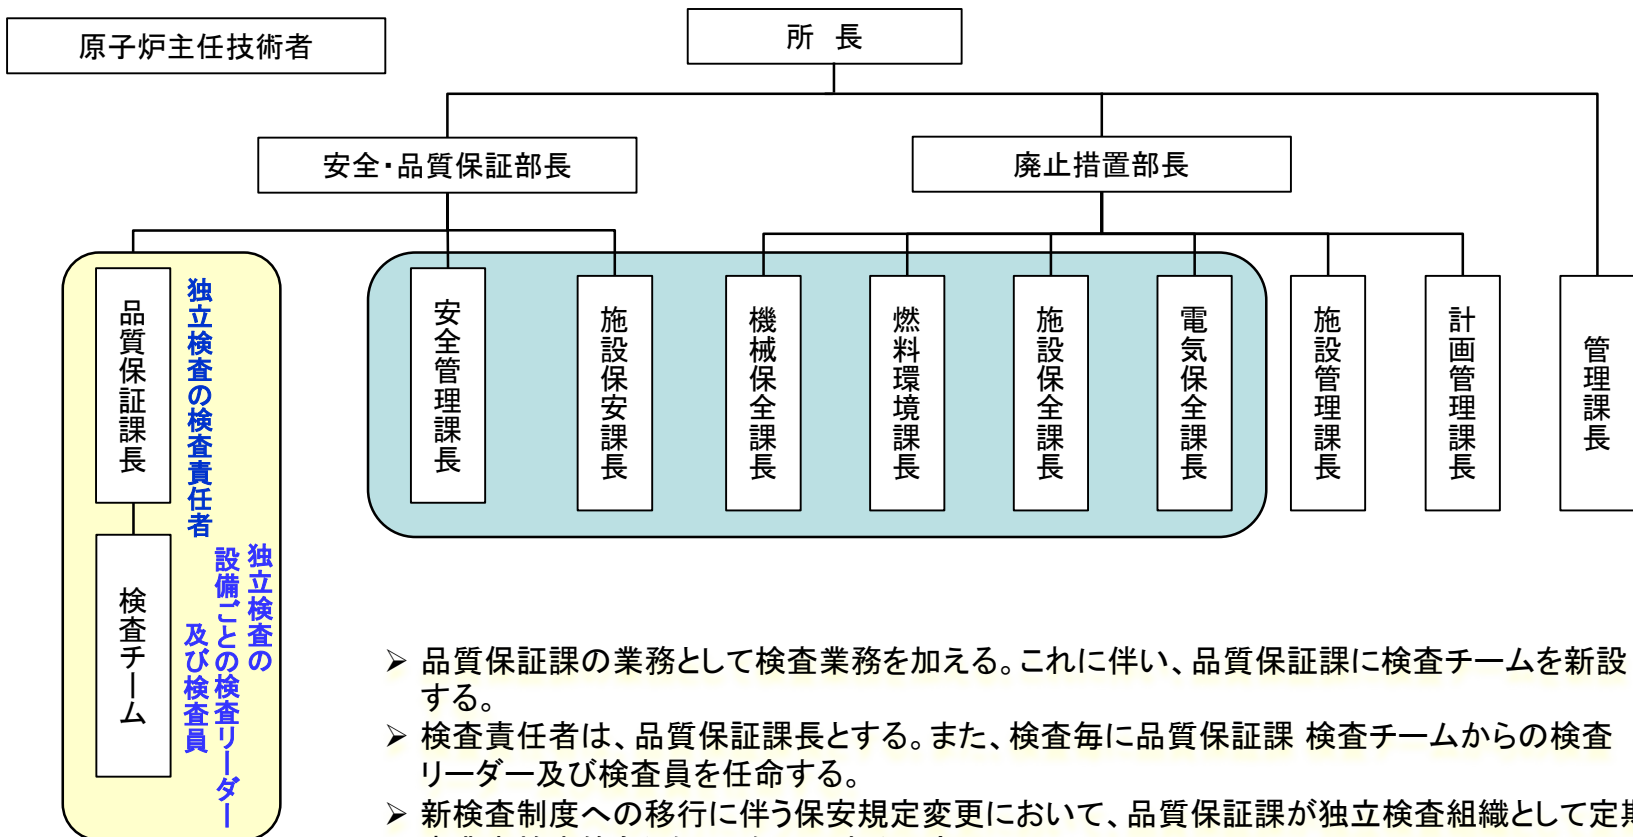 原子炉主任技術者
所 長
安全・品質保証部長
廃止措置部長
品質保証課長
独立検査の検査責任者
検査チーム
独立検査の
設備ごとの検査リーダー
及び検査員
安全管理課長
施設保安課長
機械保全課長
燃料環境課長
施設保全課長
電気保全課長
施設管理課長
計画管理課長
管理課長
➢ 品質保証課の業務として検査業務を加える。これに伴い、品質保証課に検査チームを新設
する。
➢ 検査責任者は、品質保証課長とする。また、検査毎に品質保証課 検査チームからの検査
リーダー及び検査員を任命する。
➢ 新検査制度への移行に伴う保安規定変更において、品質保証課が独立検査組織として定期